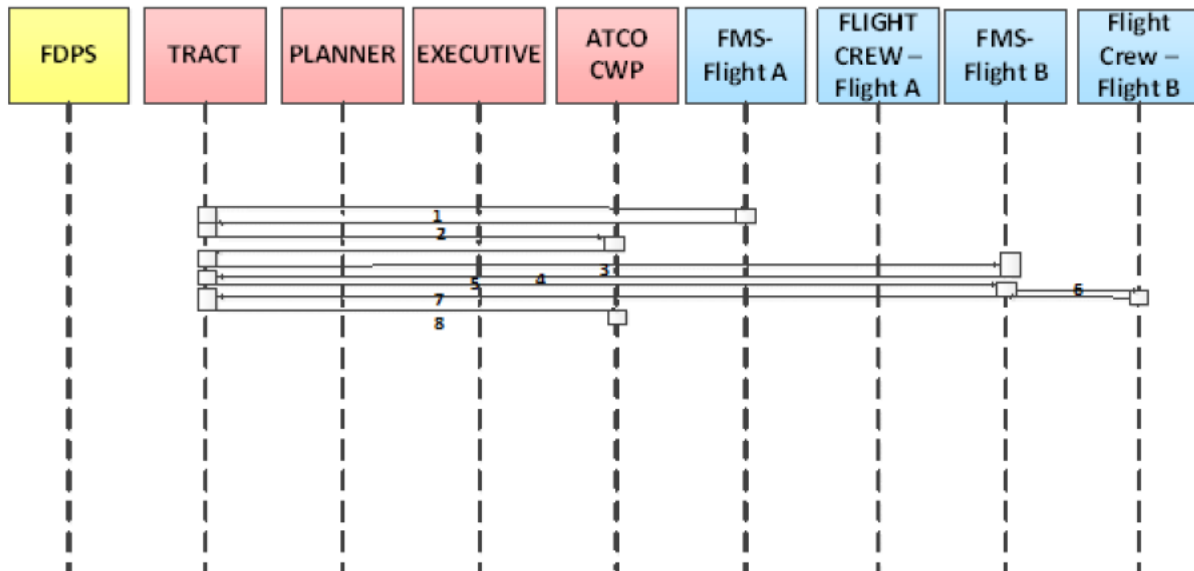 FDPS
TRACT
PLANNER
EXECUTIVE
ATCO
CWP
FMS-
Flight A
FLIGHT
CREW –
Flight A
FMS-
Flight B
Flight
Crew –
Flight B
1
2
3
4
5
6
7
8